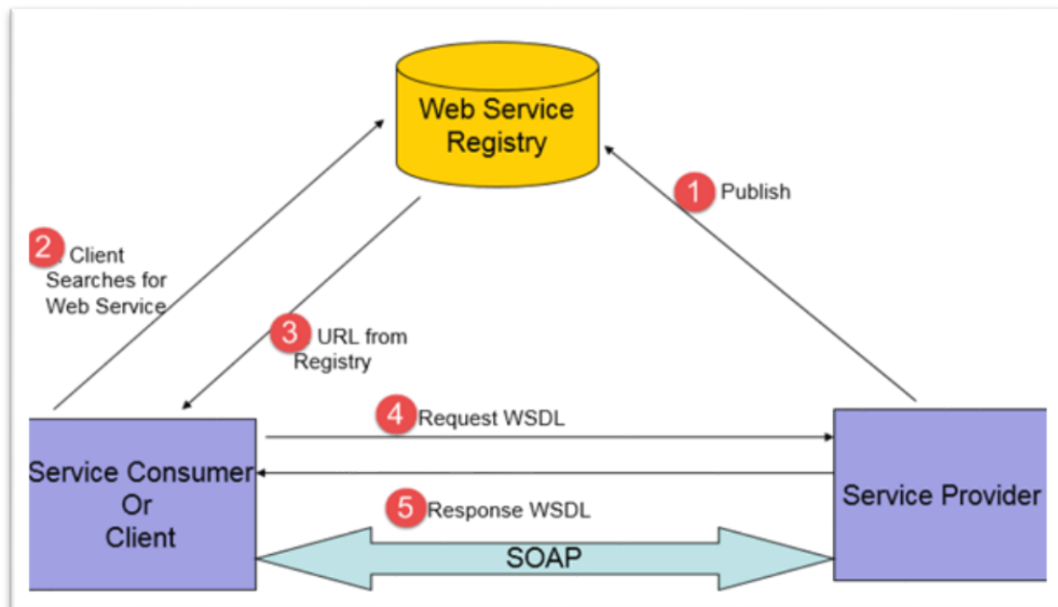 Web Service
Registry
1 Publish
2 Client
Searches for
Web Service
3 URL from
Registry
4 Request WSDL
Service Consumer
Or
Client
Service Provider
5 Response WSDL
SOAP